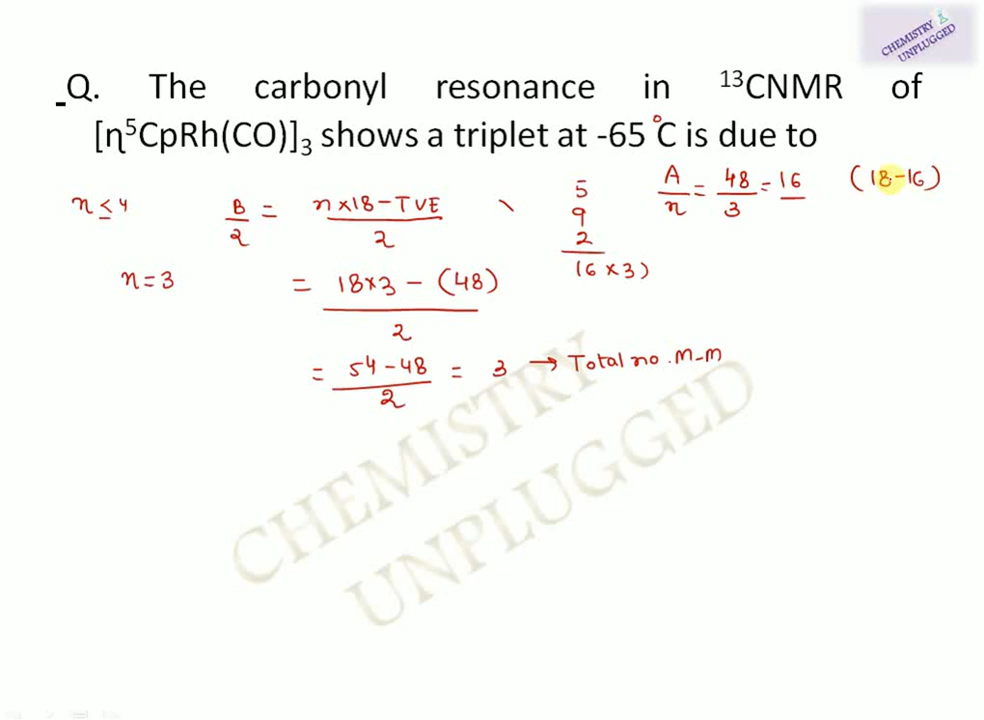 CHEMISTRY
UNPLUGGED
Q. The carbonyl resonance in ¹³CNMR of
[η⁵CpRh(CO)]₃ shows a triplet at -65 °C is due to
n ≤ 4
B/2 = (n×18-TVE)/2
5
9
2
16 × 3)
A/n = 48/3 = 16
(18-16)
n = 3
= (18×3 - (48))/2
= (54-48)/2 = 3 → Total no. M-M
CHEMISTRY
UNPLUGGED